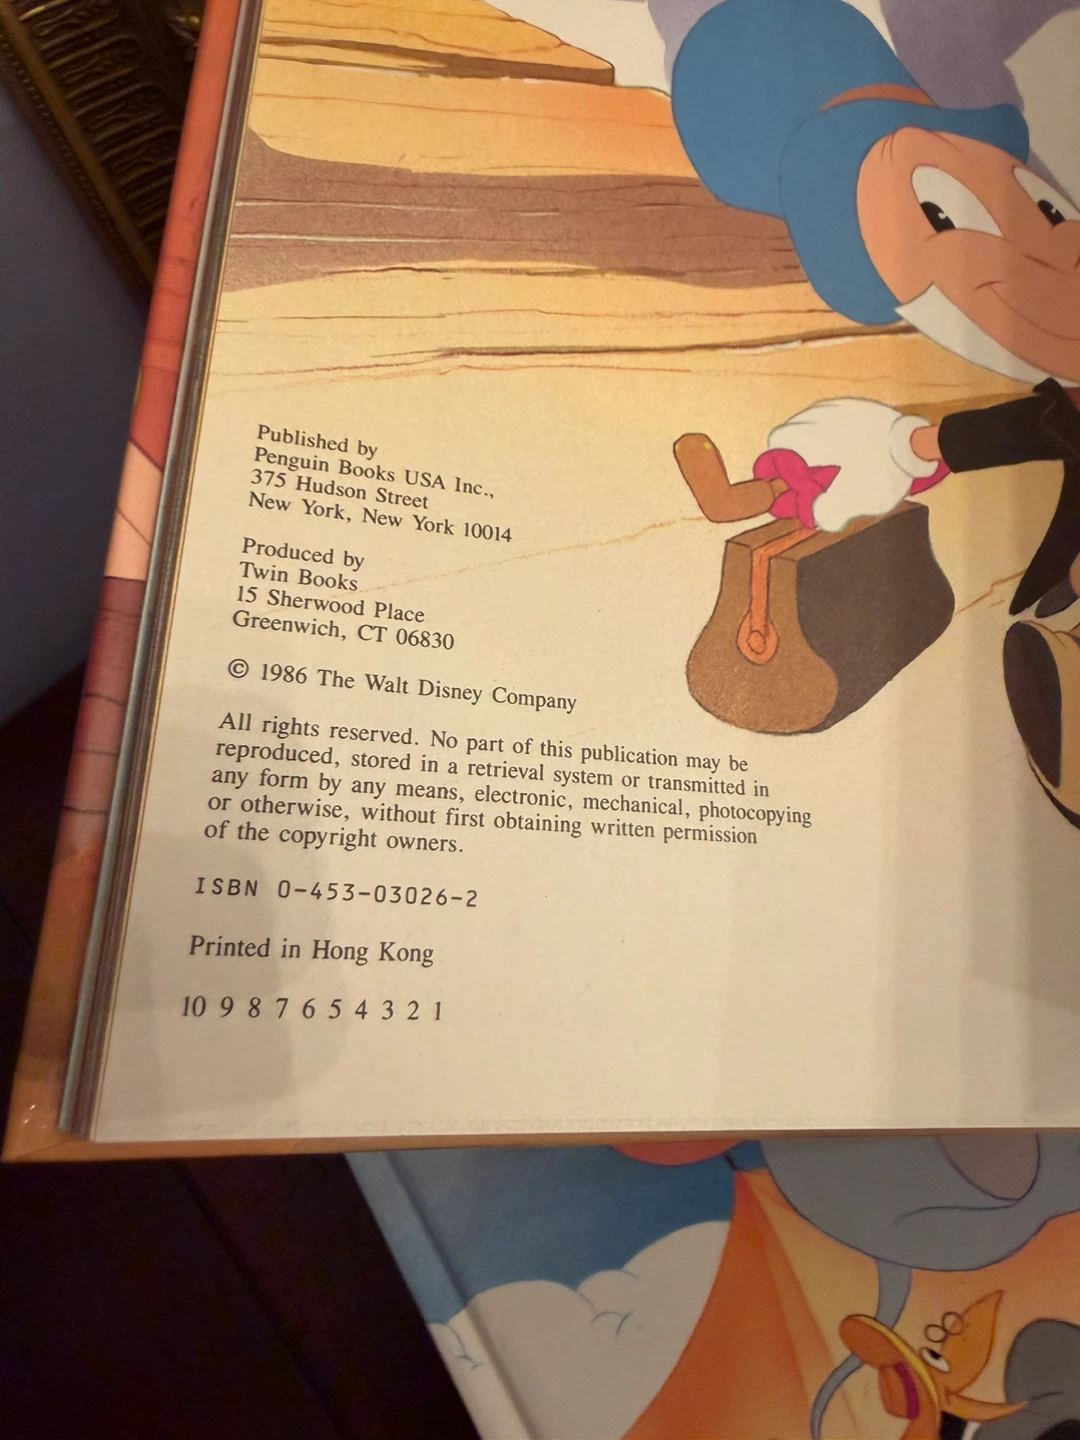 Published by
Penguin Books USA Inc.,
375 Hudson Street
New York, New York 10014
Produced by
Twin Books
15 Sherwood Place
Greenwich, CT 06830
© 1986 The Walt Disney Company
All rights reserved. No part of this publication may be
reproduced, stored in a retrieval system or transmitted in
any form by any means, electronic, mechanical, photocopying
or otherwise, without first obtaining written permission
of the copyright owners.
ISBN 0-453-03026-2
Printed in Hong Kong
10 9 8 7 6 5 4 3 2 1